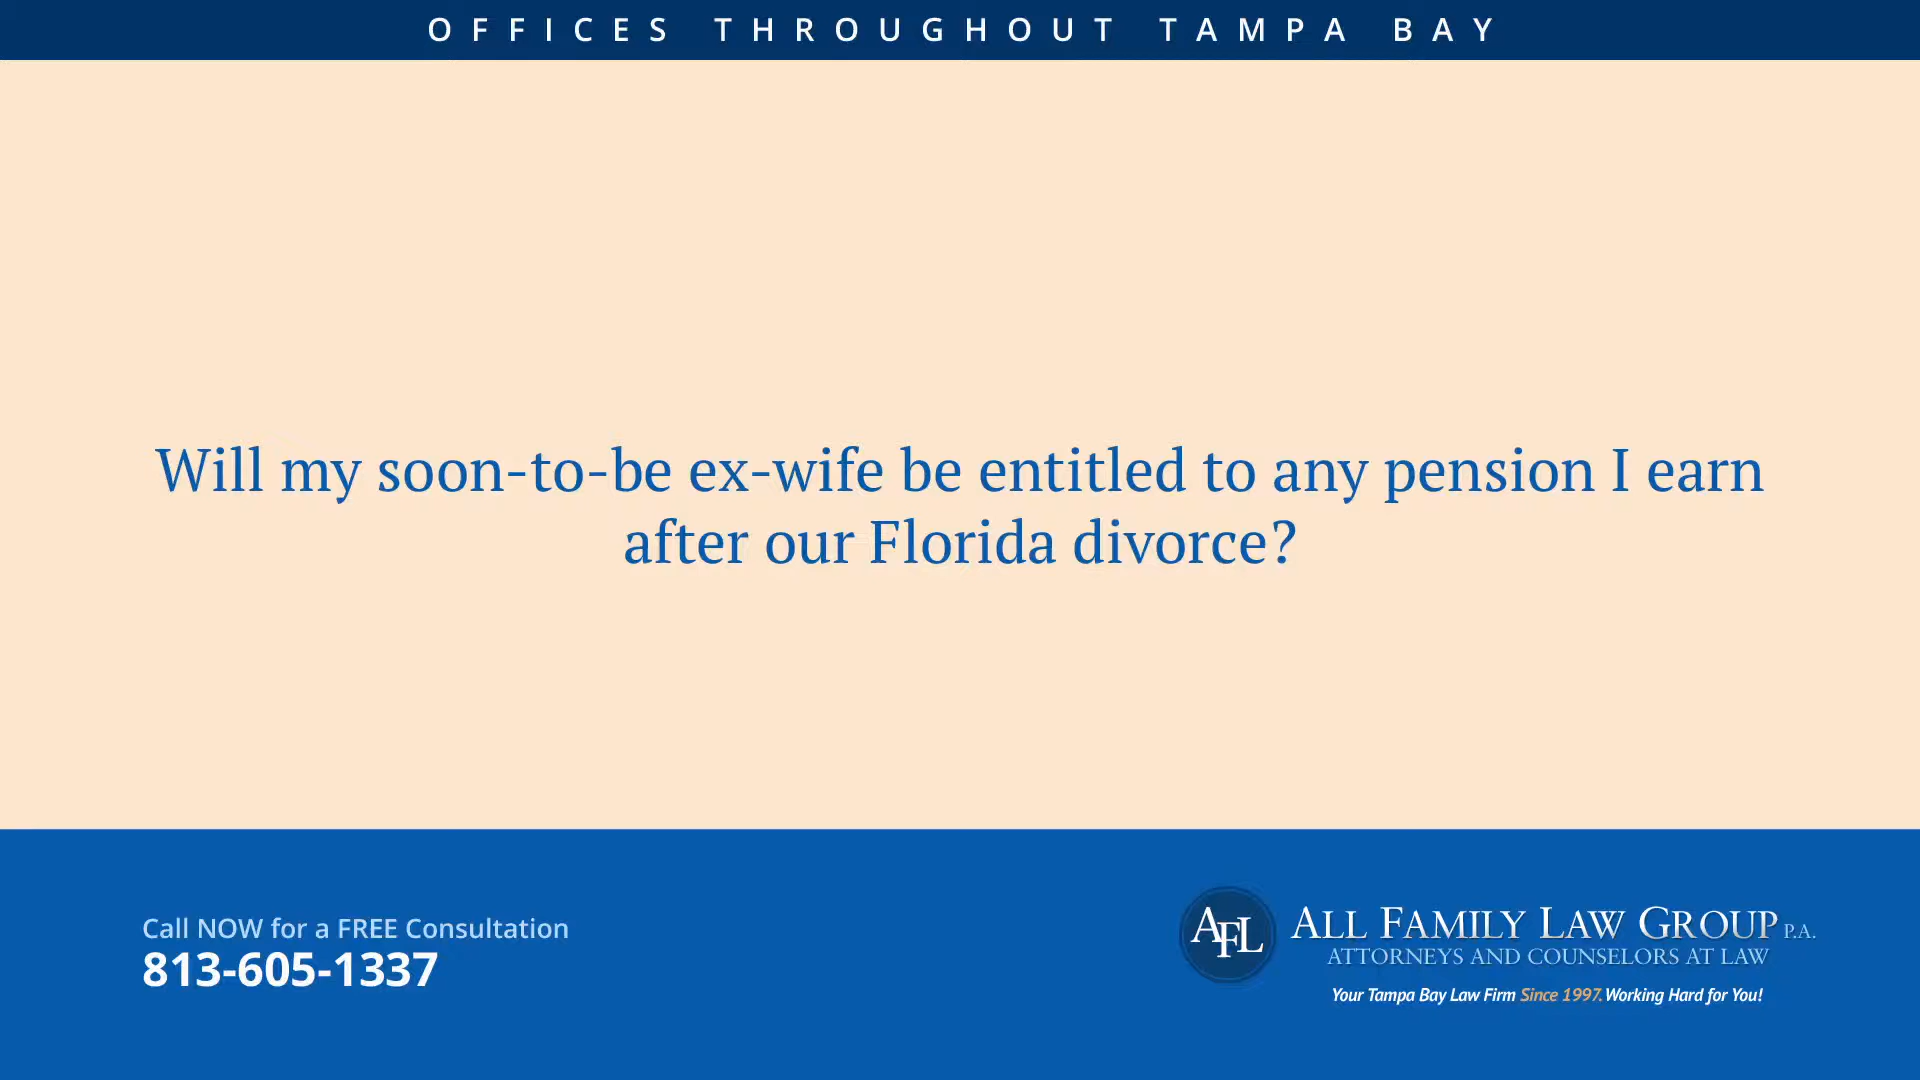 OFFICES THROUGHOUT TAMPA BAY
Will my soon-to-be ex-wife be entitled to any pension I earn
after our Florida divorce?
Call NOW for a FREE Consultation
813-605-1337
AFL
ALL FAMILY LAW GROUP P.A.
ATTORNEYS AND COUNSELORS AT LAW
Your Tampa Bay Law Firm Since 1997. Working Hard for You!